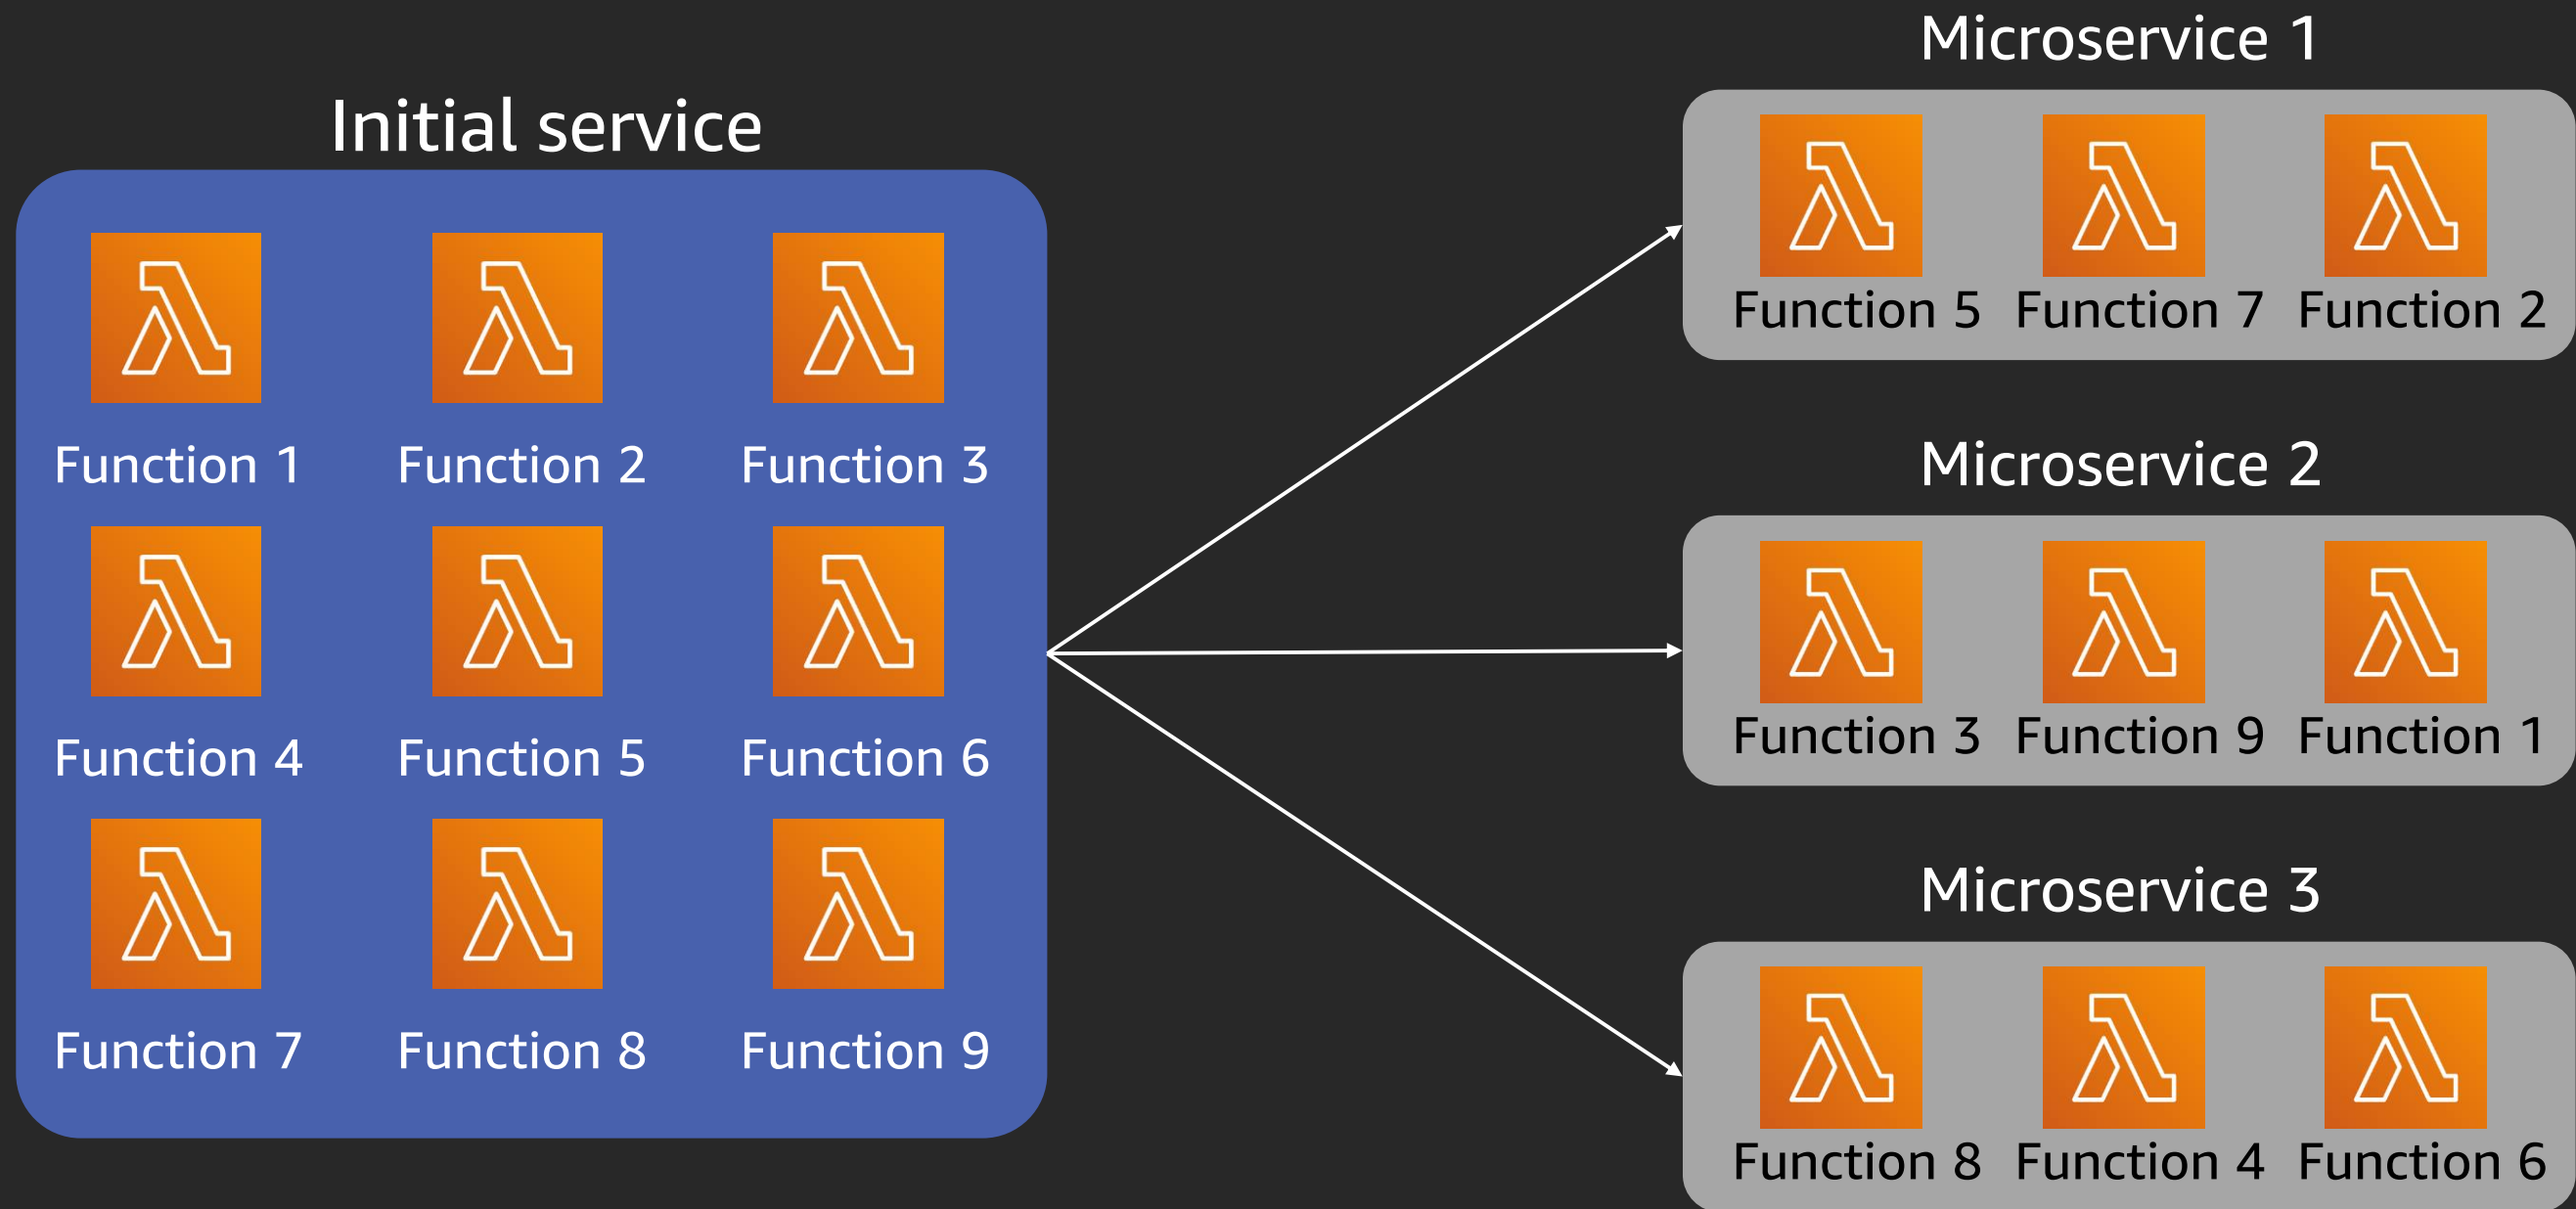 Initial service
Function 1 Function 2 Function 3
Function 4 Function 5 Function 6
Function 7 Function 8 Function 9
Microservice 1
Function 5 Function 7 Function 2
Microservice 2
Function 3 Function 9 Function 1
Microservice 3
Function 8 Function 4 Function 6